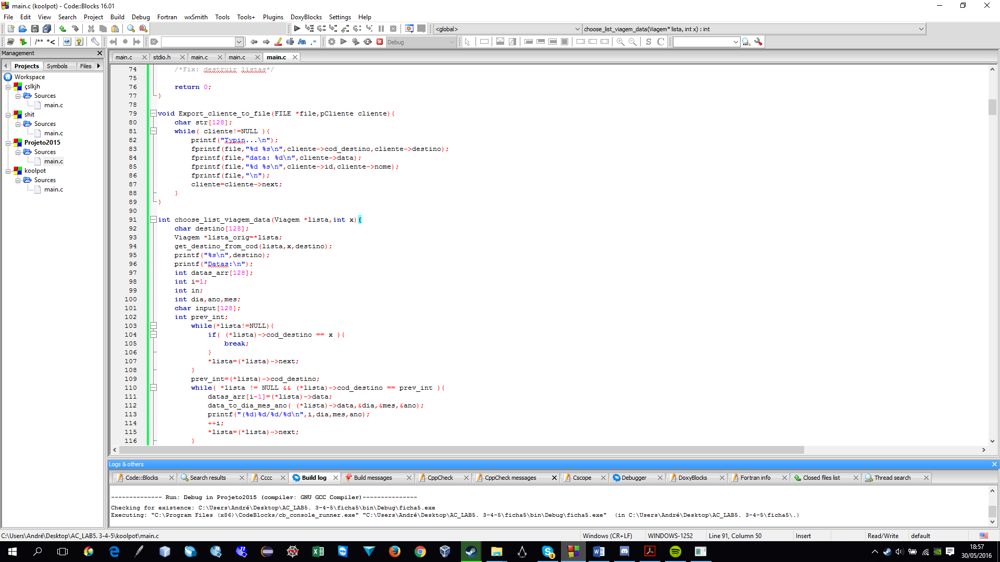 main.c (koolpot) - Code::Blocks 16.01
File Edit View Search Project Build Debug Fortran wxSmith Tools Tools+ Plugins DoxyBlocks Settings Help
<global> choose_list_viagem_data(Viagem* lista, int x) : int
/** *< Debug S C
Management
Projects Symbols Files
main.c stdio.h main.c main.c main.c
Workspace
çslkjh
Sources
main.c
shit
Sources
main.c
Projeto2015
Sources
main.c
koolpot
Sources
main.c
74 /*Fix: destruir listas*/
75
76 return 0;
77 }
78
79 void Export_cliente_to_file(FILE *file,pCliente cliente){
80 char str[128];
81 while( cliente!=NULL ){
82 printf("Typin...\n");
83 fprintf(file,"%d %s\n",cliente->cod_destino,cliente->destino);
84 fprintf(file,"data: %d\n",cliente->data);
85 fprintf(file,"%d %s\n",cliente->id,cliente->nome);
86 fprintf(file,"\n");
87 cliente=cliente->next;
88 }
89 }
90
91 int choose_list_viagem_data(Viagem *lista,int x){
92 char destino[128];
93 Viagem *lista_orig=*lista;
94 get_destino_from_cod(lista,x,destino);
95 printf("%s\n",destino);
96 printf("Datas:\n");
97 int datas_arr[128];
98 int i=1;
99 int in;
100 int dia,ano,mes;
101 char input[128];
102 int prev_int;
103 while(*lista!=NULL){
104 if( (*lista)->cod_destino == x ){
105 break;
106 }
107 *lista=(*lista)->next;
108 }
109 prev_int=(*lista)->cod_destino;
110 while( *lista != NULL && (*lista)->cod_destino == prev_int ){
111 datas_arr[i-1]=(*lista)->data;
112 data_to_dia_mes_ano( (*lista)->data,&dia,&mes,&ano);
113 printf("(%d)%d/%d/%d\n",i,dia,mes,ano);
114 ++i;
115 *lista=(*lista)->next;
116 }
Logs & others
Code::Blocks Search results Cccc Build log Build messages CppCheck CppCheck messages Cscope Debugger DoxyBlocks Fortran info Closed files list Thread search
-------------- Run: Debug in Projeto2015 (compiler: GNU GCC Compiler)---------------
Checking for existence: C:\Users\André\Desktop\AC_LAB5. 3-4-5\ficha5\bin\Debug\ficha5.exe
Executing: "C:\Program Files (x86)\CodeBlocks/cb_console_runner.exe" "C:\Users\André\Desktop\AC_LAB5. 3-4-5\ficha5\bin\Debug\ficha5.exe"  (in C:\Users\André\Desktop\AC_LAB5. 3-4-5\ficha5\.)
C:\Users\André\Desktop\AC_LAB5. 3-4-5\koolpot\main.c Windows (CR+LF) WINDOWS-1252 Line 91, Column 50 Insert Read/Write default
18:57
30/05/2016